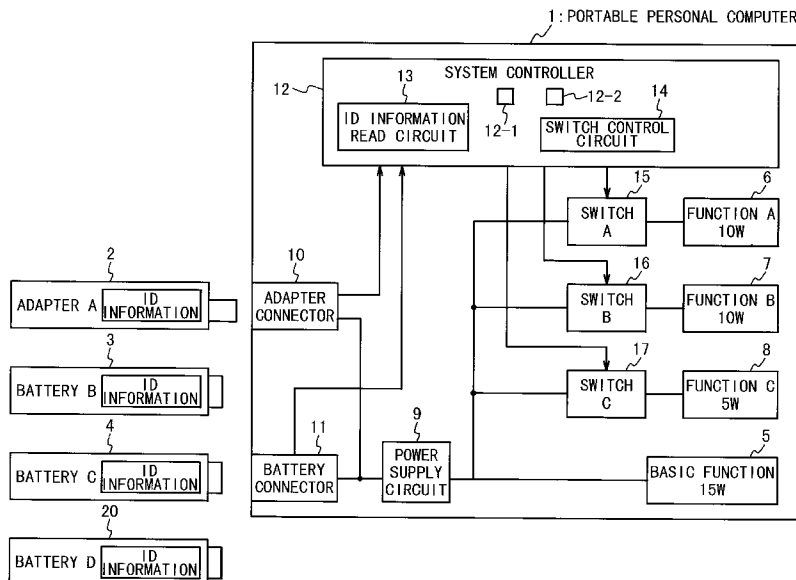 1:PORTABLE PERSONAL COMPUTER
12
SYSTEM CONTROLLER
13
ID INFORMATION
READ CIRCUIT
12-1
12-2
14
SWITCH CONTROL
CIRCUIT
15
SWITCH
A
6
FUNCTION A
10W
2
ADAPTER A
ID
INFORMATION
10
ADAPTER
CONNECTOR
16
SWITCH
B
7
FUNCTION B
10W
3
BATTERY B
ID
INFORMATION
17
SWITCH
C
8
FUNCTION C
5W
4
BATTERY C
ID
INFORMATION
11
BATTERY
CONNECTOR
9
POWER
SUPPLY
CIRCUIT
5
BASIC FUNCTION
15W
20
BATTERY D
ID
INFORMATION